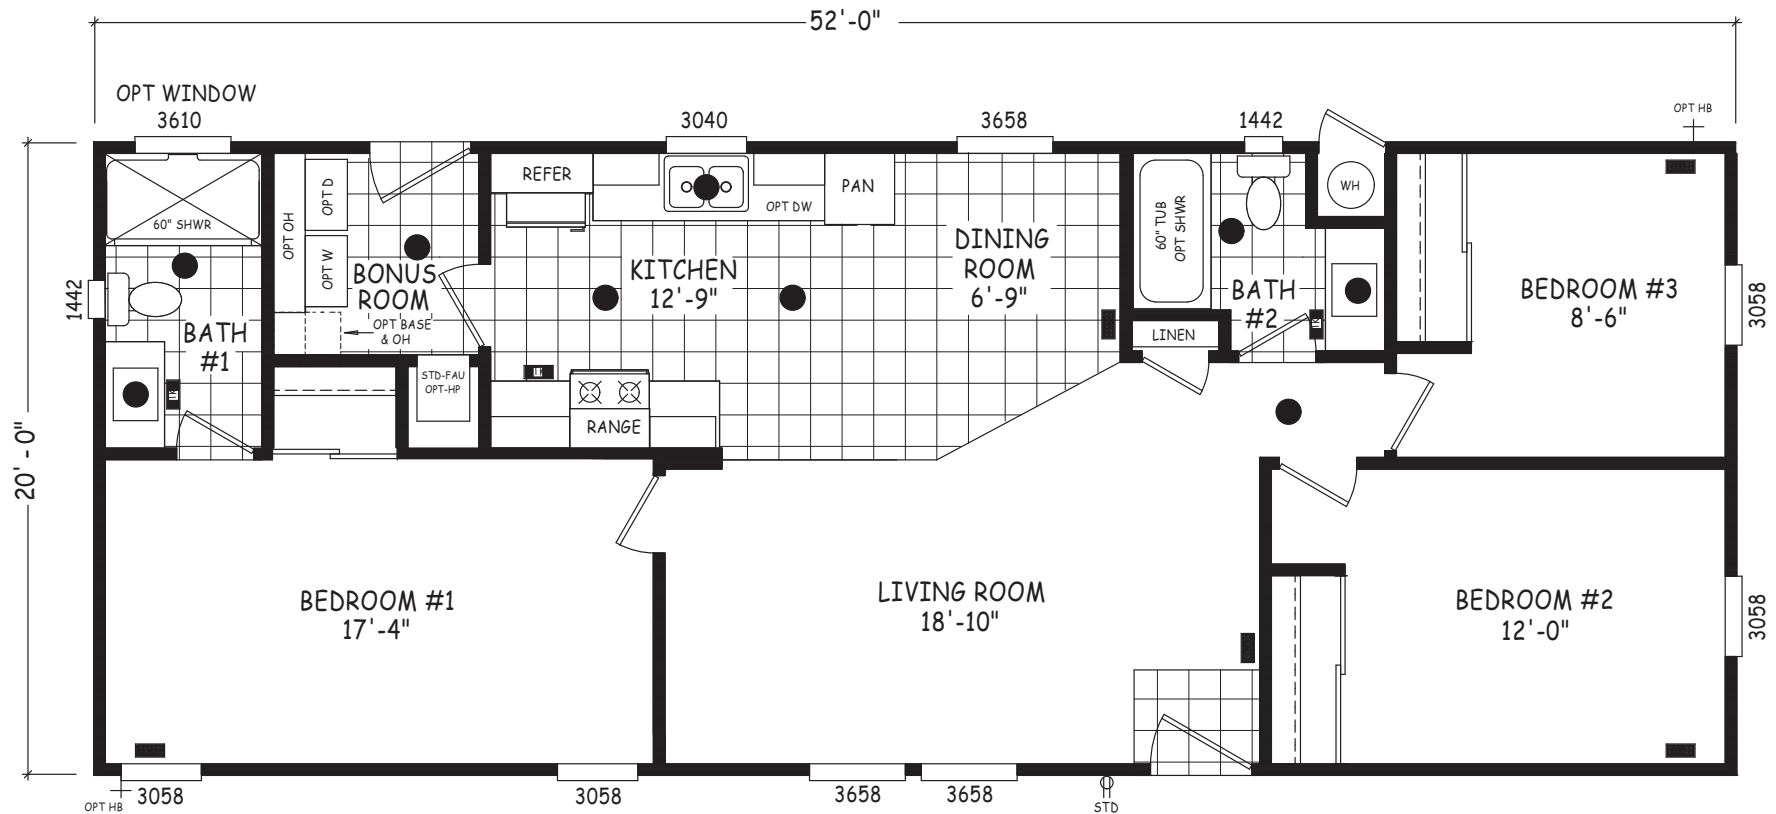 52'-0"
OPT WINDOW
3610
3040
3658
1442
OPT HB
20'-0"
1442
60" SHWR
BATH
#1
OPT OH
OPT D
OPT W
BONUS
ROOM
OPT BASE
& OH
STD-FAU
OPT-HP
REFER
OPT DW
PAN
KITCHEN
12'-9"
RANGE
DINING
ROOM
6'-9"
60" TUB
OPT SHWR
BATH
#2
LINEN
WH
BEDROOM #3
8'-6"
3058
BEDROOM #1
17'-4"
LIVING ROOM
18'-10"
BEDROOM #2
12'-0"
3058
OPT HB
3058
3058
3658
3658
STD